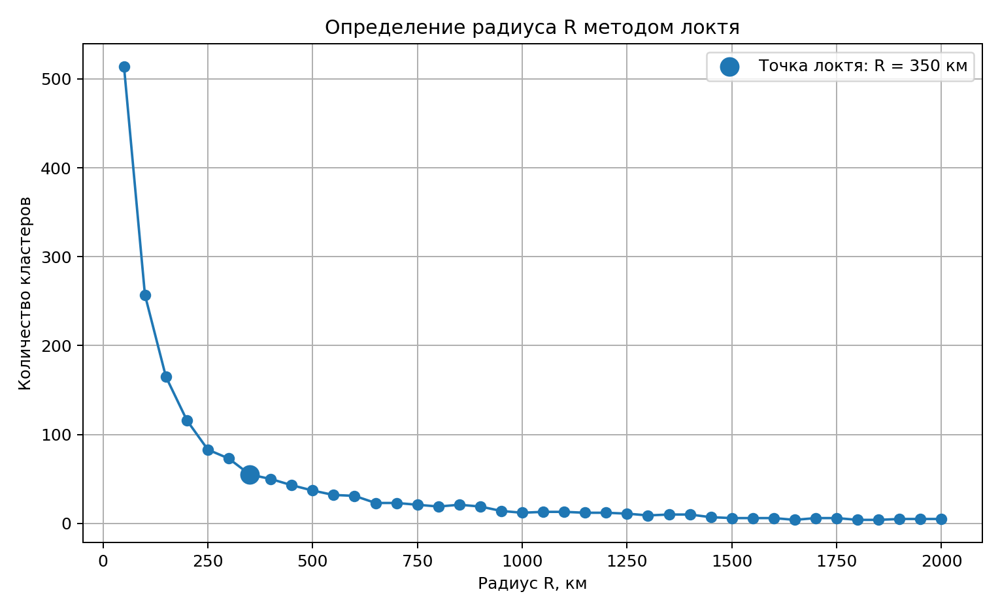 Определение радиуса R методом локтя
Точка локтя: R = 350 км
Количество кластеров
500
400
300
200
100
0
0 250 500 750 1000 1250 1500 1750 2000
Радиус R, км